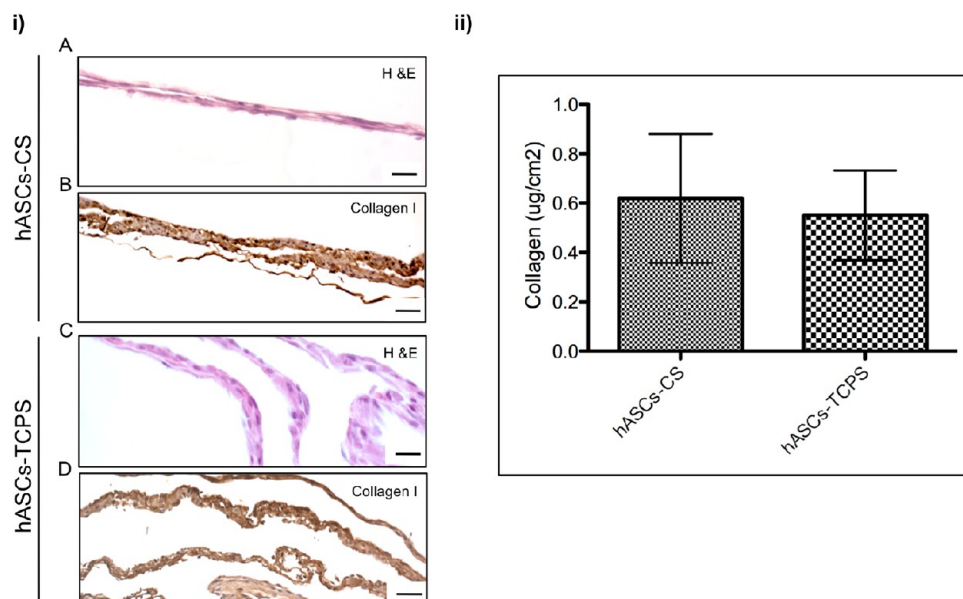 i)
hASCs-CS
A
H &E
B
Collagen I
hASCs-TCPS
C
H &E
D
Collagen I
ii)
Collagen (ug/cm2)
1.0
0.8
0.6
0.4
0.2
0.0
hASCs-CS
hASCs-TCPS